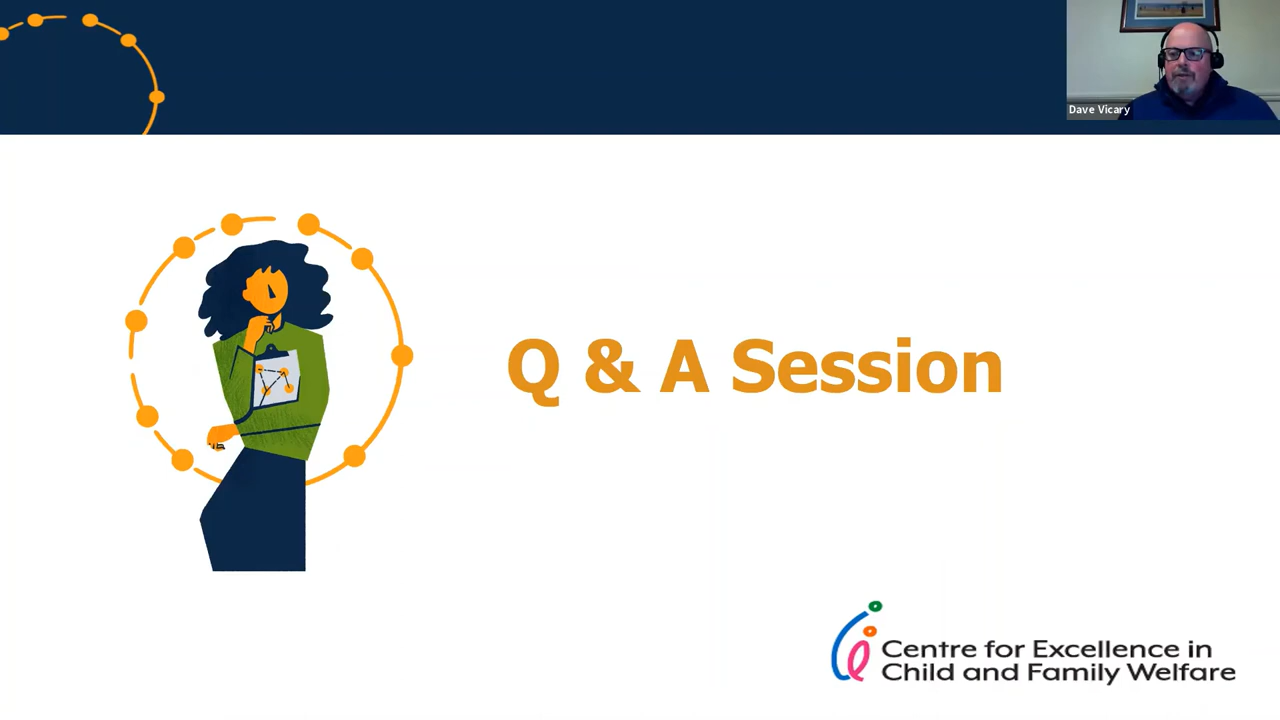 Dave Vicary
Q & A Session
Centre for Excellence in
Child and Family Welfare